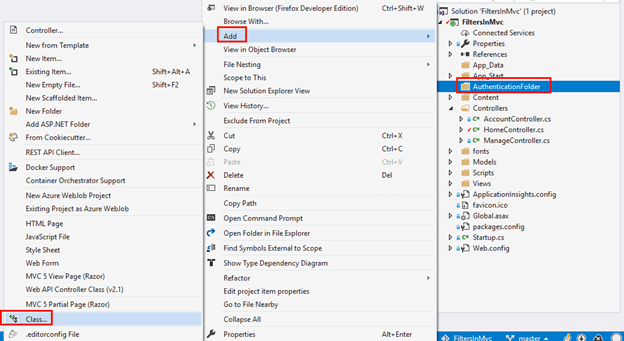 Controller...
New from Template
New Item...
Existing Item... Shift+Alt+A
New Empty File... Shift+F2
New Scaffolded Item...
New Folder
Add ASP.NET Folder
From Cookiecutter...
REST API Client...
Docker Support
Container Orchestrator Support
New Azure WebJob Project
Existing Project as Azure WebJob
HTML Page
JavaScript File
Style Sheet
Web Form
MVC 5 View Page (Razor)
Web API Controller Class (v2.1)
MVC 5 Partial Page (Razor)
Class...
.editorconfig File
View in Browser (Firefox Developer Edition) Ctrl+Shift+W
Browse With...
Add
View in Object Browser
File Nesting
Scope to This
New Solution Explorer View
View History...
Exclude From Project
Cut Ctrl+X
Copy Ctrl+C
Paste Ctrl+V
Delete Del
Rename
Copy Path
Open Command Prompt
Open Folder in File Explorer
Find Symbols External to Scope
Show Type Dependency Diagram
Refactor
Edit project item properties
Go to File Nearby
Collapse All
Properties Alt+Enter
Solution 'FiltersInMvc' (1 project)
FiltersInMvc
Connected Services
Properties
References
App_Data
App_Start
AuthenticationFolder
Content
Controllers
AccountController.cs
HomeController.cs
ManageController.cs
fonts
Models
Scripts
Views
ApplicationInsights.config
favicon.ico
Global.asax
packages.config
Startup.cs
Web.config
FiltersInMvc master